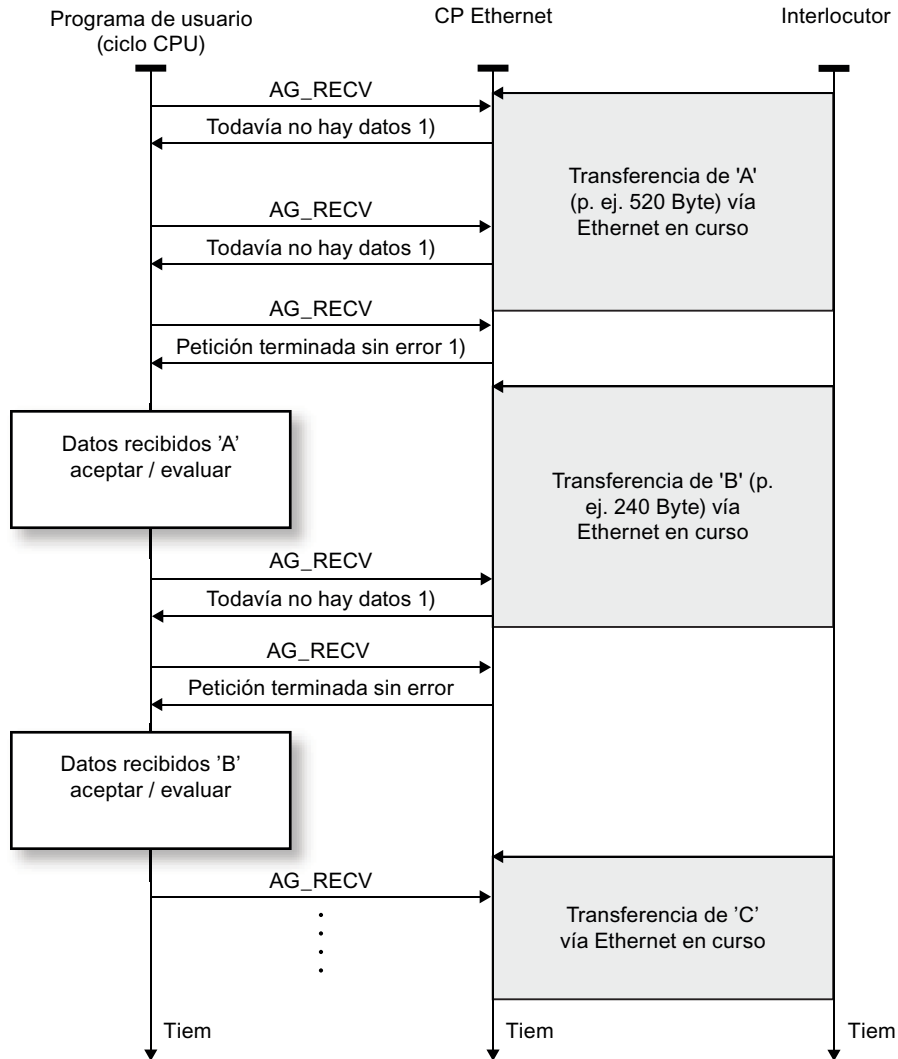 Programa de usuario
(ciclo CPU)
CP Ethernet
Interlocutor
AG_RECV
Todavía no hay datos 1)
Transferencia de 'A'
(p. ej. 520 Byte) vía
Ethernet en curso
AG_RECV
Todavía no hay datos 1)
AG_RECV
Petición terminada sin error 1)
Datos recibidos ’A’
aceptar / evaluar
Transferencia de 'B' (p.
ej. 240 Byte) vía
Ethernet en curso
AG_RECV
Todavía no hay datos 1)
AG_RECV
Petición terminada sin error
Datos recibidos ’B’
aceptar / evaluar
AG_RECV
Transferencia de ’C’
vía Ethernet en curso
Tiem
Tiem
Tiem